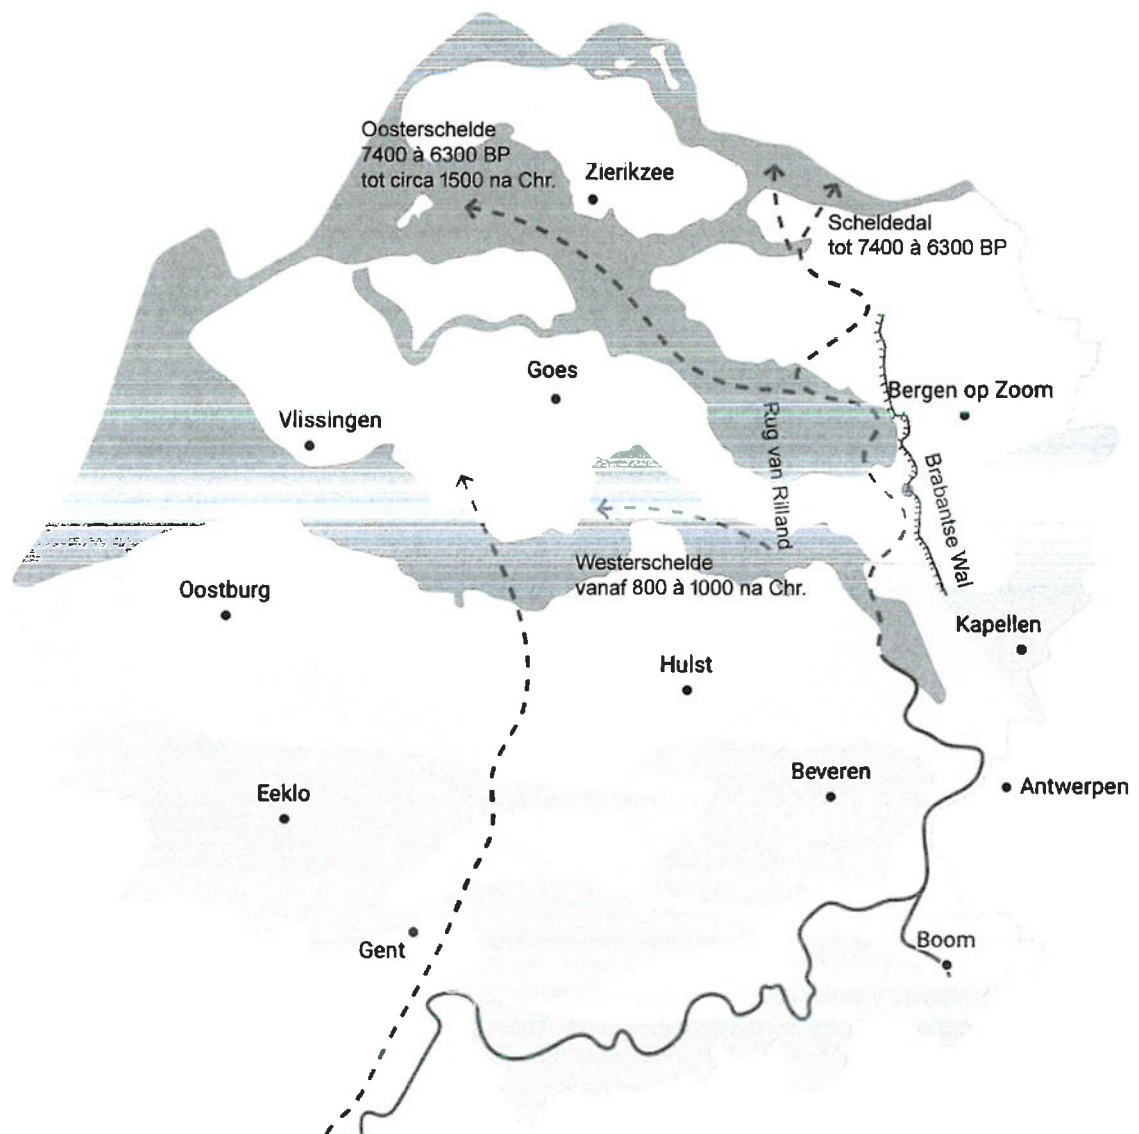 Oosterschelde
7400 à 6300 BP
tot circa 1500 na Chr.
Zierikzee
Scheldedal
tot 7400 à 6300 BP
Goes
Bergen op Zoom
Vlissingen
Rug van Rilland
Brabantse Wal
Westerschelde
vanaf 800 à 1000 na Chr.
Oostburg
Kapellen
Hulst
Beveren
Antwerpen
Eeklo
Gent
Boom